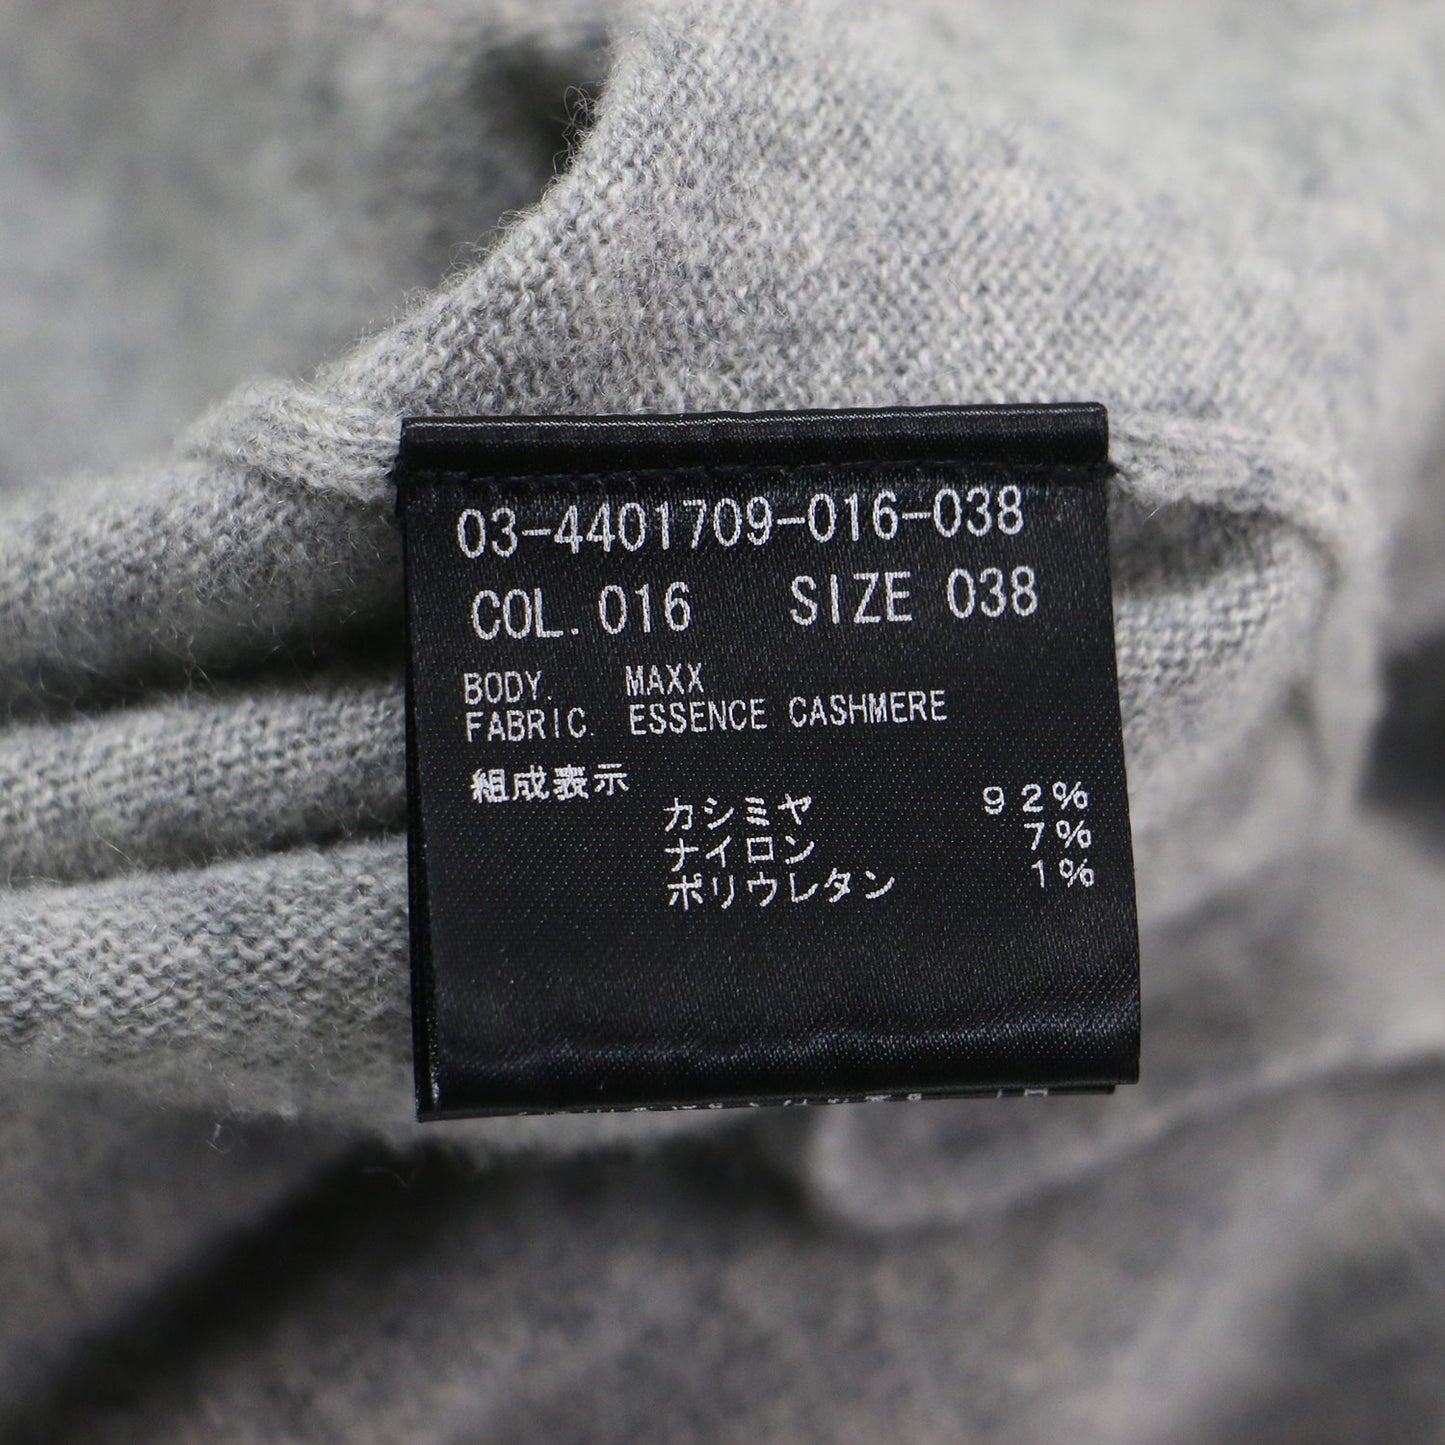 03-4401709-016-038
COL. 016 SIZE 038
BODY. MAXX
FABRIC. ESSENCE CASHMERE
組成表示
カシミヤ 92%
ナイロン 7%
ポリウレタン 1%